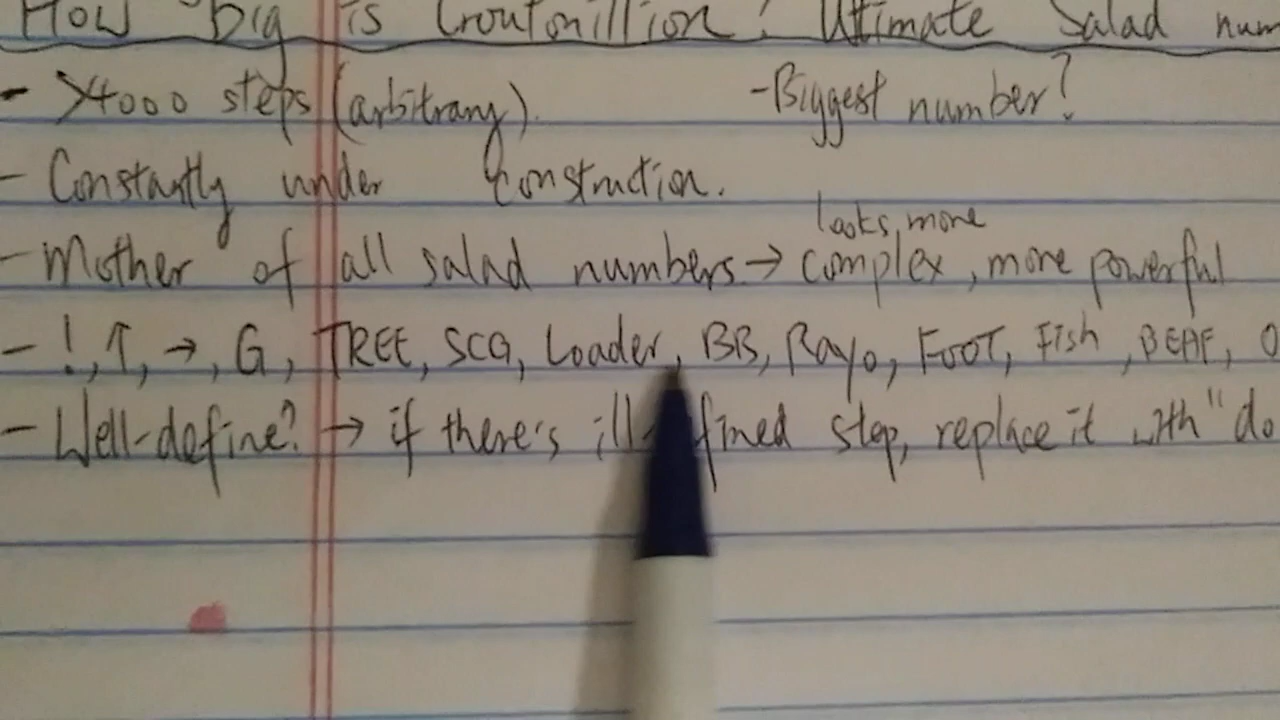 How Big is Croutonillion? Ultimate Salad num
- >4000 steps (arbitrary). -Biggest number?
- Constantly under construction.
looks more
- Mother of all salad numbers → complex, more powerful
- !, ↑, →, G, TREE, SCG, Loader, BB, Rayo, FOOT, Fish, BEAF, O
- Well-define? → if there's ill-fined step, replace it with "do